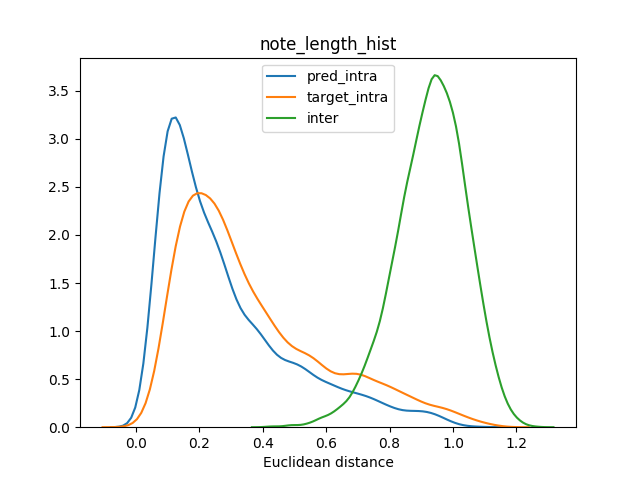 note_length_hist
pred_intra
target_intra
inter
3.5
3.0
2.5
2.0
1.5
1.0
0.5
0.0
0.0 0.2 0.4 0.6 0.8 1.0 1.2
Euclidean distance